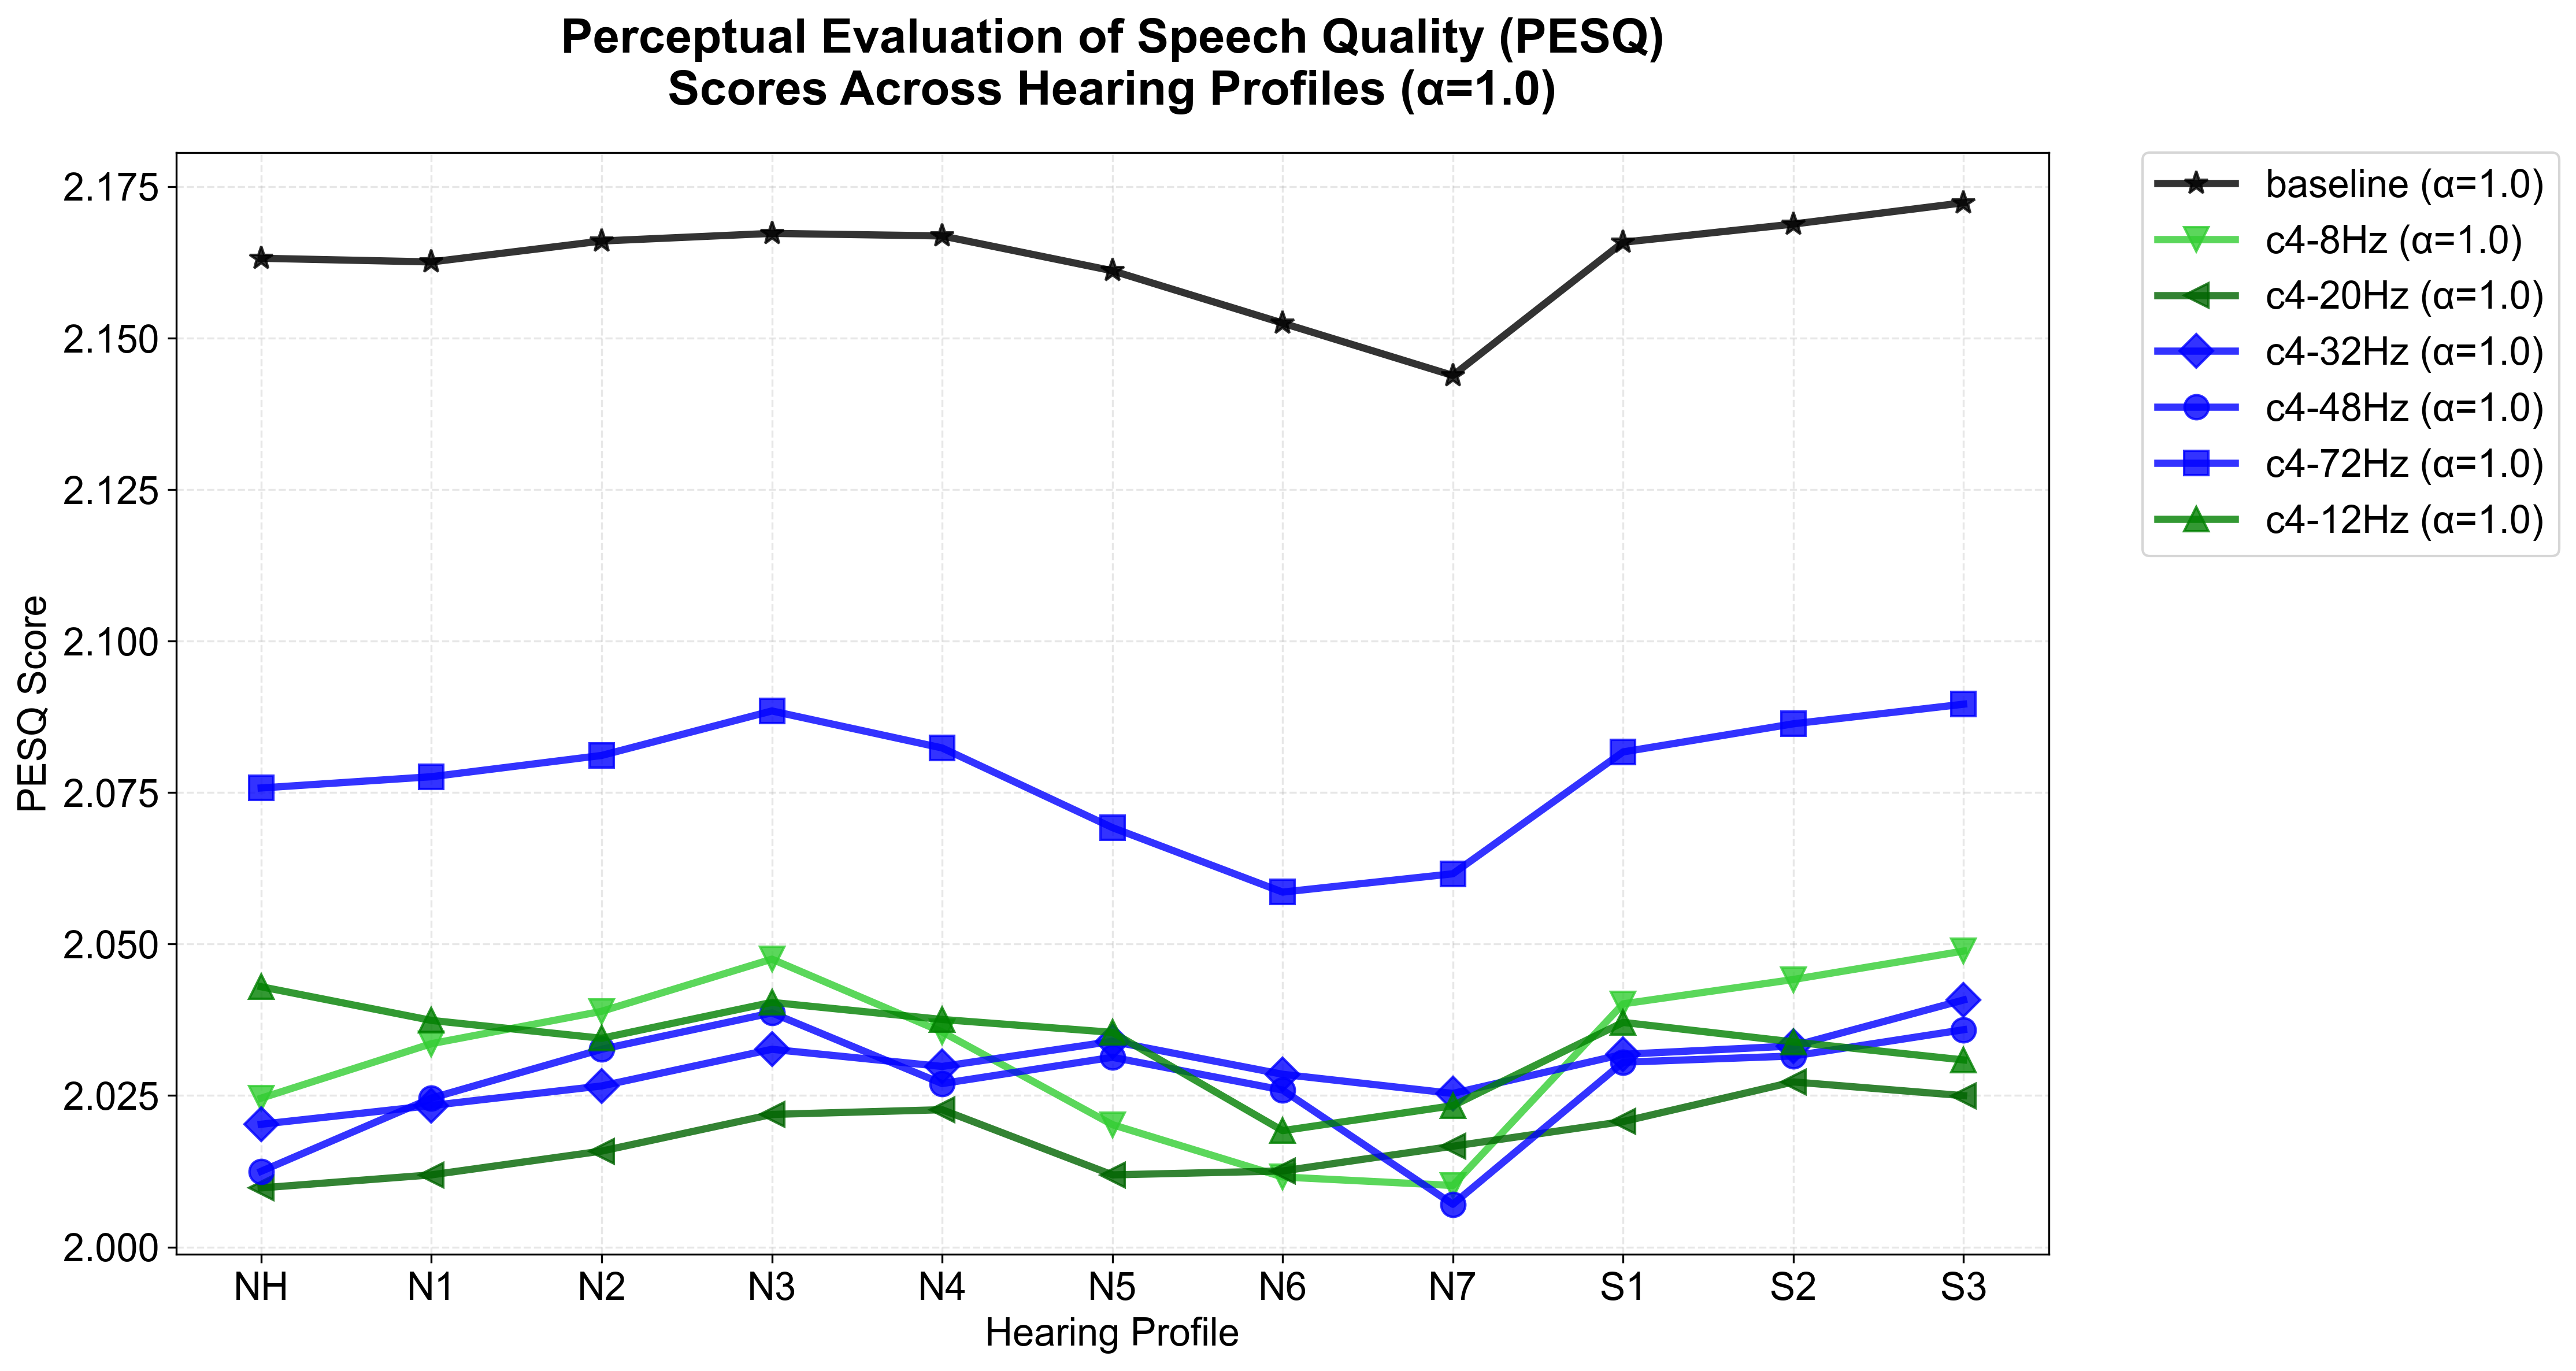 Perceptual Evaluation of Speech Quality (PESQ)
Scores Across Hearing Profiles (α=1.0)
PESQ Score
2.175
2.150
2.125
2.100
2.075
2.050
2.025
2.000
NH N1 N2 N3 N4 N5 N6 N7 S1 S2 S3
Hearing Profile
baseline (α=1.0)
c4-8Hz (α=1.0)
c4-20Hz (α=1.0)
c4-32Hz (α=1.0)
c4-48Hz (α=1.0)
c4-72Hz (α=1.0)
c4-12Hz (α=1.0)